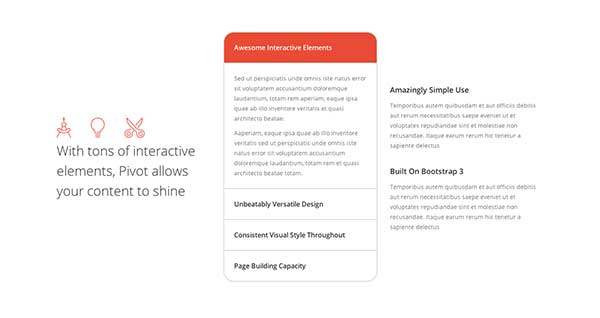 With tons of interactive
elements, Pivot allows
your content to shine
Awesome Interactive Elements
Sed ut perspiciatis unde omnis iste natus error
sit voluptatem accusantium doloremque
laudantium, totam rem aperiam, eaque ipsa
quae ab illo inventore veritatis et quasi
architecto beatae.
Aaperiam, eaque ipsa quae ab illo inventore
veritatis sed ut perspiciatis unde omnis iste
natus error sit voluptatem accusantium
doloremque laudantium, totam rem et quasi
architecto beatae vitae dicta sunt explicabo.
Unbeatably Versatile Design
Consistent Visual Style Throughout
Page Building Capacity
Amazingly Simple Use
Temporibus autem quibusdam et aut officiis debitis
aut rerum necessitatibus saepe eveniet ut et
voluptates repudiandae sint et molestiae non
recusandae. Itaque earum rerum hic tenetur a
sapiente delectus
Built On Bootstrap 3
Temporibus autem quibusdam et aut officiis debitis
aut rerum necessitatibus saepe eveniet ut et
voluptates repudiandae sint et molestiae non
recusandae. Itaque earum rerum hic tenetur a
sapiente delectus